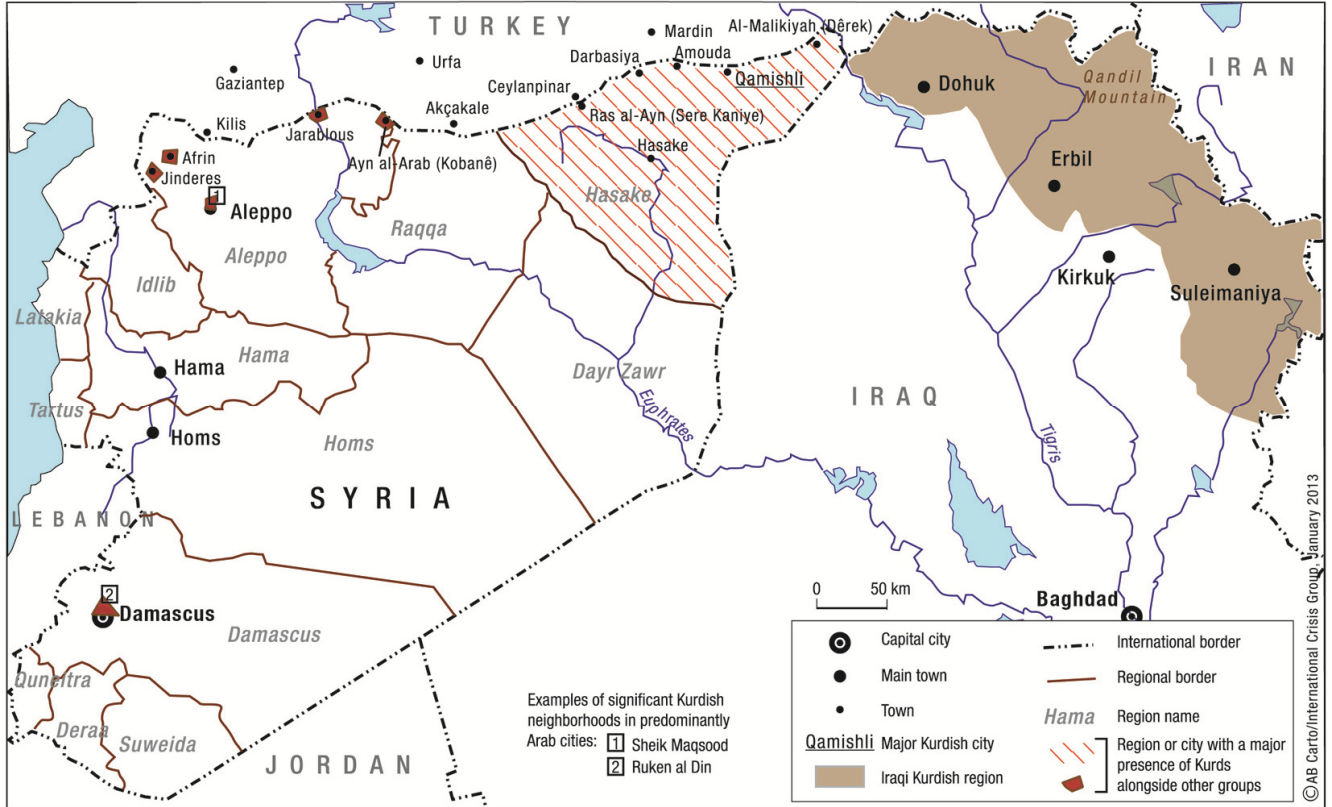 TURKEY
Mardin
Al-Malikiyah (Dêrek)
Amouda
Darbasiya
Urfa
Gaziantep
Ceylanpinar
Qamishli
IRAN
Qandil
Mountain
Dohuk
Akçakale
Kilis
Jarablous
Ras al-Ayn (Sere Kaniye)
Ayn al-Arab (Kobanê)
Hasake
Afrin
Jinderes
Erbil
1
Aleppo
Hasake
Raqqa
Aleppo
Idlib
Kirkuk
Suleimaniya
Latakia
Hama
Hama
Dayr Zawr
Tartus
Euphrates
IRAQ
Homs
Homs
Tigris
SYRIA
LEBANON
2
Damascus
Damascus
Quneitra
Deraa
Suweida
JORDAN
0 50 km
Baghdad
Examples of significant Kurdish
neighborhoods in predominantly
Arab cities:
1 Sheik Maqsood
2 Ruken al Din
Capital city
Main town
Town
Qamishli Major Kurdish city
Iraqi Kurdish region
International border
Regional border
Hama Region name
Region or city with a major
presence of Kurds
alongside other groups
©AB Carto/International Crisis Group, January 2013